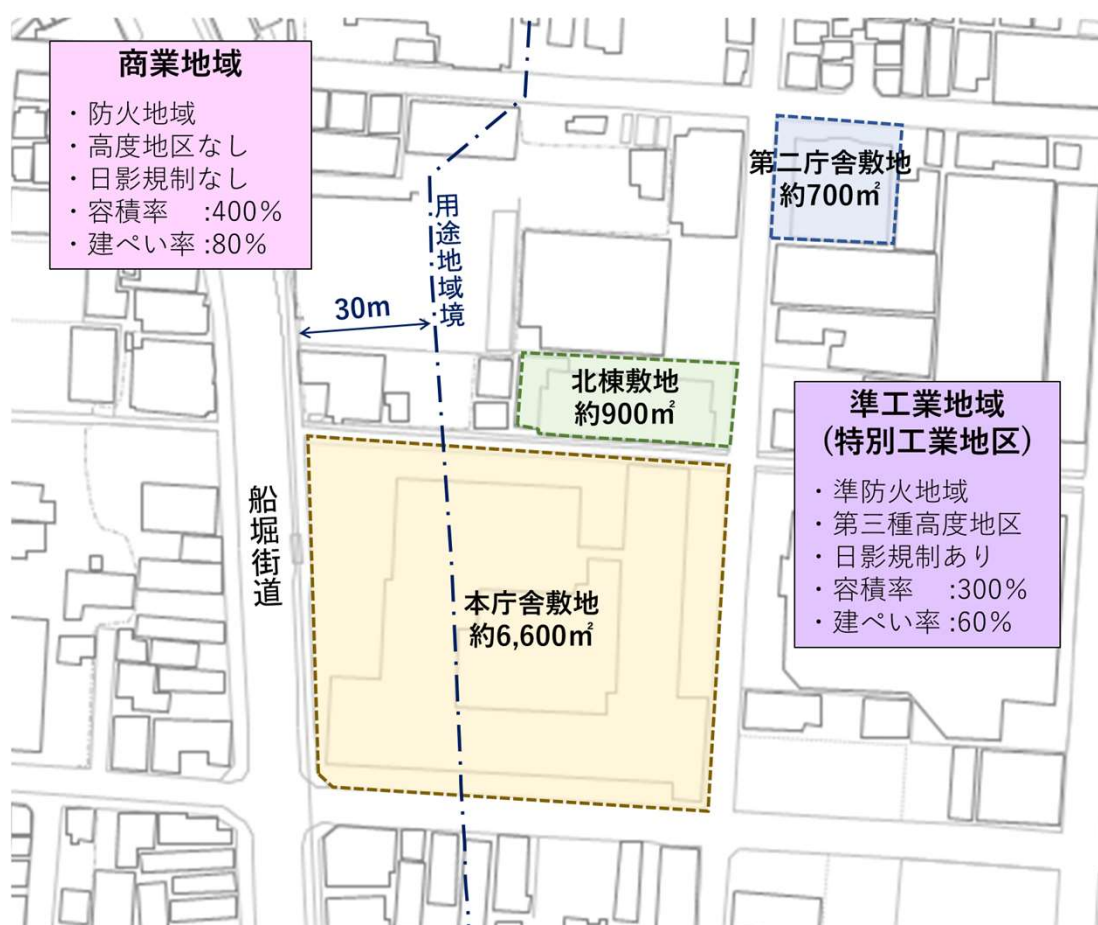 商業地域
・防火地域
・高度地区なし
・日影規制なし
・容積率　:400%
・建ぺい率:80%
用途地域境
30m
第二庁舎敷地
約700㎡
北棟敷地
約900㎡
準工業地域
(特別工業地区)
・準防火地域
・第三種高度地区
・日影規制あり
・容積率　:300%
・建ぺい率:60%
船堀街道
本庁舎敷地
約6,600㎡